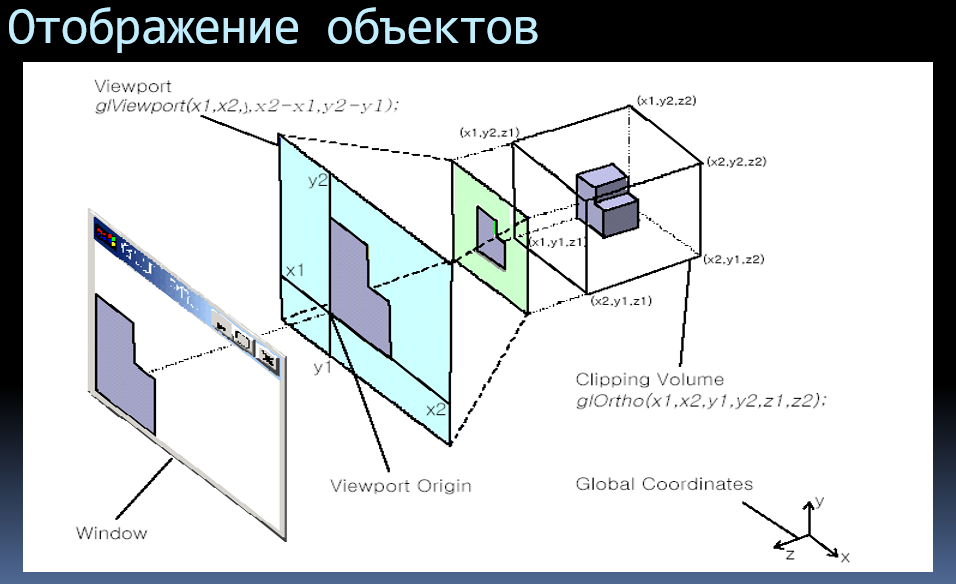 Отображение объектов
Viewport
glViewport(x1,x2,y,x2-x1,y2-y1);
(x1,y2,z2)
(x1,y2,z1)
(x2,y2,z2)
y2
x1
(x1,y1,z1)
(x2,y1,z2)
(x2,y1,z1)
y1
x2
Clipping Volume
glOrtho(x1,x2,y1,y2,z1,z2);
Viewport Origin
Global Coordinates
Window
y
z
x